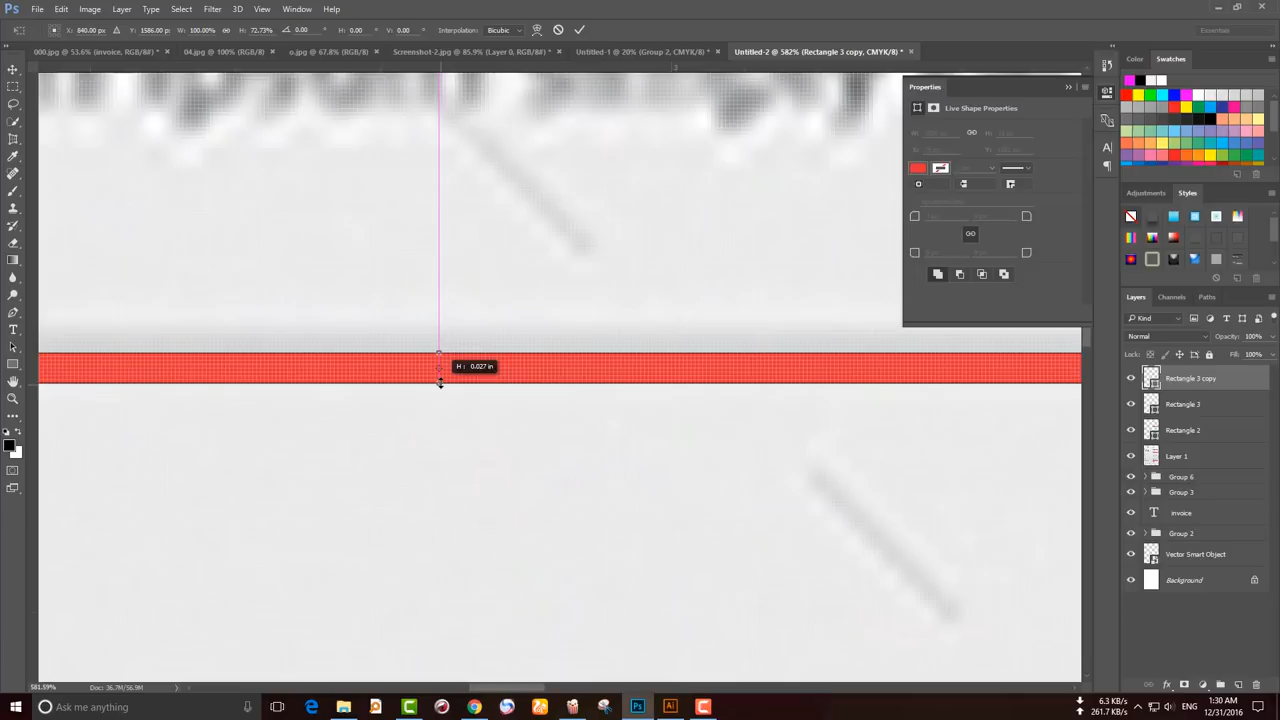 Ps File Edit Image Layer Type Select Filter 3D View Window Help
X: 840.00 px Y: 1586.00 px W: 100.00% H: 72.73% 0.00 H: 0.00 V: 0.00 Interpolation: Bicubic Essentials
000.jpg @ 53.6% (invoice, RGB/8#) * × 04.jpg @ 100% (RGB/8) × o.jpg @ 67.8% (RGB/8) × Screenshot-2.jpg @ 85.9% (Layer 0, RGB/8#) * × Untitled-1 @ 20% (Group 2, CMYK/8) * × Untitled-2 @ 582% (Rectangle 3 copy, CMYK/8) * ×
Color Swatches
Properties
Live Shape Properties
Adjustments Styles
Layers Channels Paths
Kind
Normal Opacity: 100%
Lock: Fill: 100%
H: 0.027 in
Rectangle 3 copy
Rectangle 3
Rectangle 2
Layer 1
Group 6
Group 3
T invoice
Group 2
Vector Smart Object
Background
581.59% Doc: 36.7M/56.9M
Ask me anything
6.3 KB/s
261.7 KB/s
ENG
1:30 AM
12/31/2016